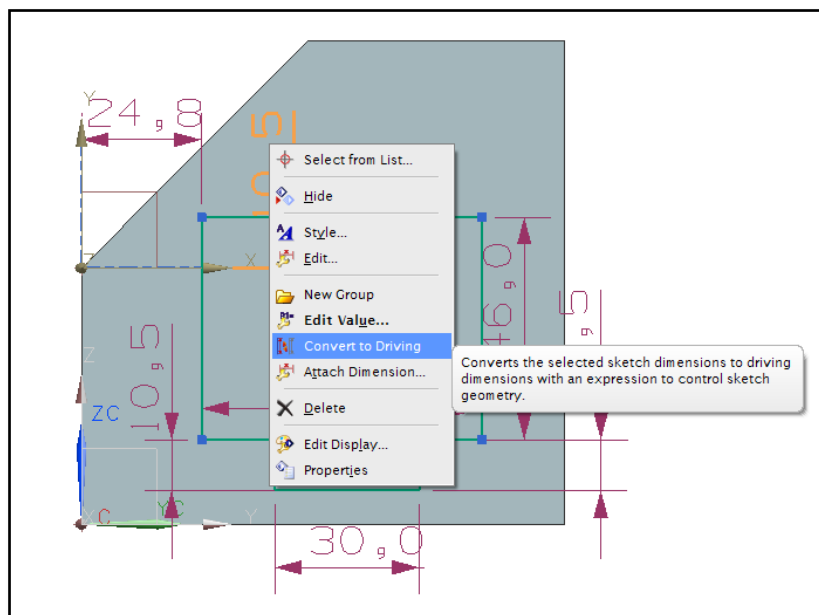 Y
24,8
Select from List...
Hide
Style...
Edit...
Z
X
New Group
Edit Value...
Convert to Driving
Converts the selected sketch dimensions to driving
dimensions with an expression to control sketch
geometry.
Attach Dimension...
10,5
Z
ZC
Delete
Edit Display...
Properties
X
C
YC
Y
30,0